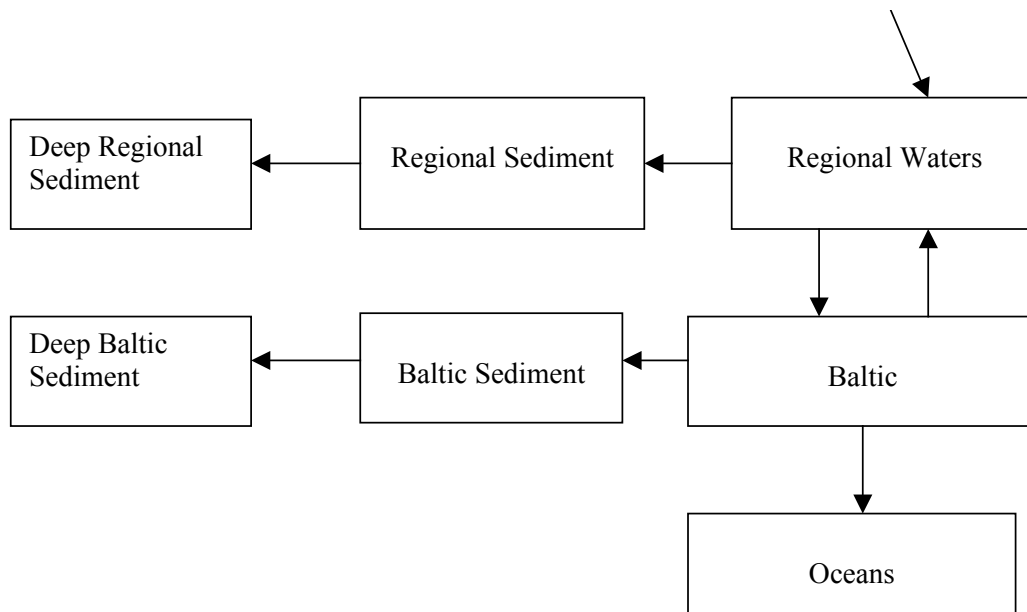 Deep Regional
Sediment
Regional Sediment
Regional Waters
Deep Baltic
Sediment
Baltic Sediment
Baltic
Oceans